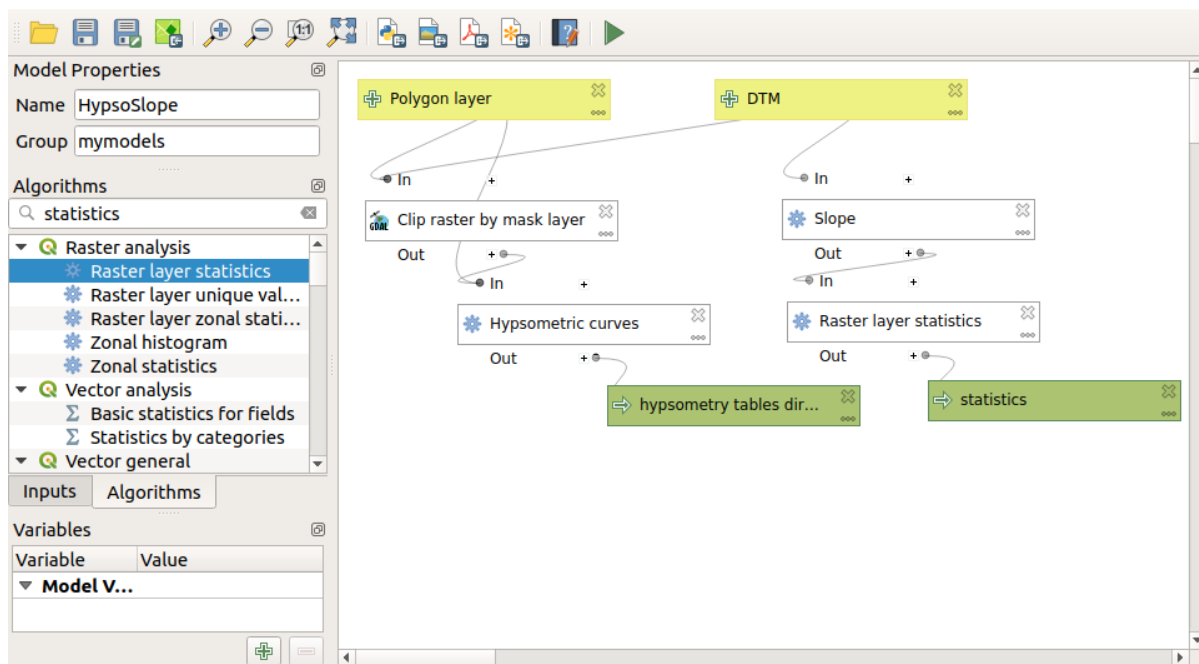 Model Properties
Name HypsoSlope
Group mymodels
Algorithms
statistics
Raster analysis
Raster layer statistics
Raster layer unique val...
Raster layer zonal stati...
Zonal histogram
Zonal statistics
Vector analysis
Σ Basic statistics for fields
Σ Statistics by categories
Vector general
Inputs Algorithms
Variables
Variable Value
Model V...
1:1
Polygon layer
DTM
In +
In +
GDAL Clip raster by mask layer
Slope
Out +
Out +
In +
In +
Hypsometric curves
Raster layer statistics
Out +
Out +
hypsometry tables dir...
statistics